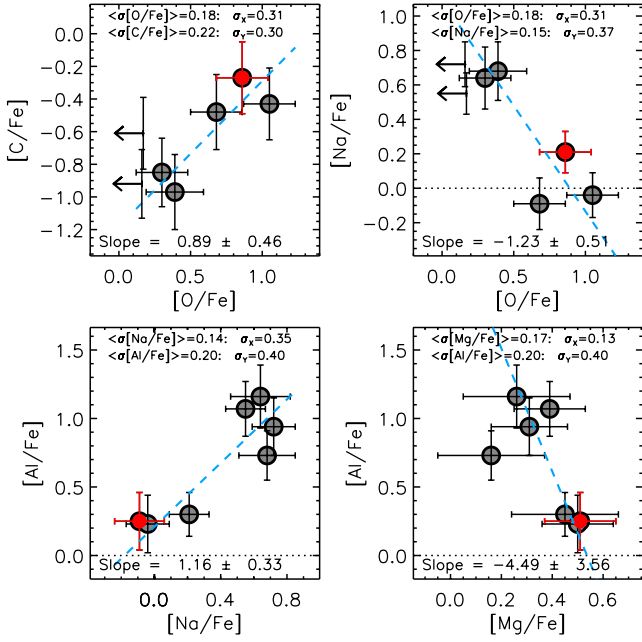 <σ[O/Fe]>=0.18: σX=0.31
<σ[C/Fe]>=0.22: σY=0.30
0.0
-0.2
-0.4
-0.6
-0.8
-1.0
-1.2
[C/Fe]
Slope = 0.89 ± 0.46
0.0 0.5 1.0
[O/Fe]
<σ[O/Fe]>=0.18: σX=0.31
<σ[Na/Fe]>=0.15: σY=0.37
1.0
0.8
0.6
0.4
0.2
0.0
-0.2
[Na/Fe]
Slope = -1.23 ± 0.51
0.0 0.5 1.0
[O/Fe]
<σ[Na/Fe]>=0.14: σX=0.35
<σ[Al/Fe]>=0.20: σY=0.40
1.5
1.0
0.5
0.0
[Al/Fe]
Slope = 1.16 ± 0.33
0.0 0.4 0.8
[Na/Fe]
<σ[Mg/Fe]>=0.17: σX=0.13
<σ[Al/Fe]>=0.20: σY=0.40
1.5
1.0
0.5
0.0
[Al/Fe]
Slope = -4.49 ± 3.56
0.0 0.2 0.4 0.6
[Mg/Fe]